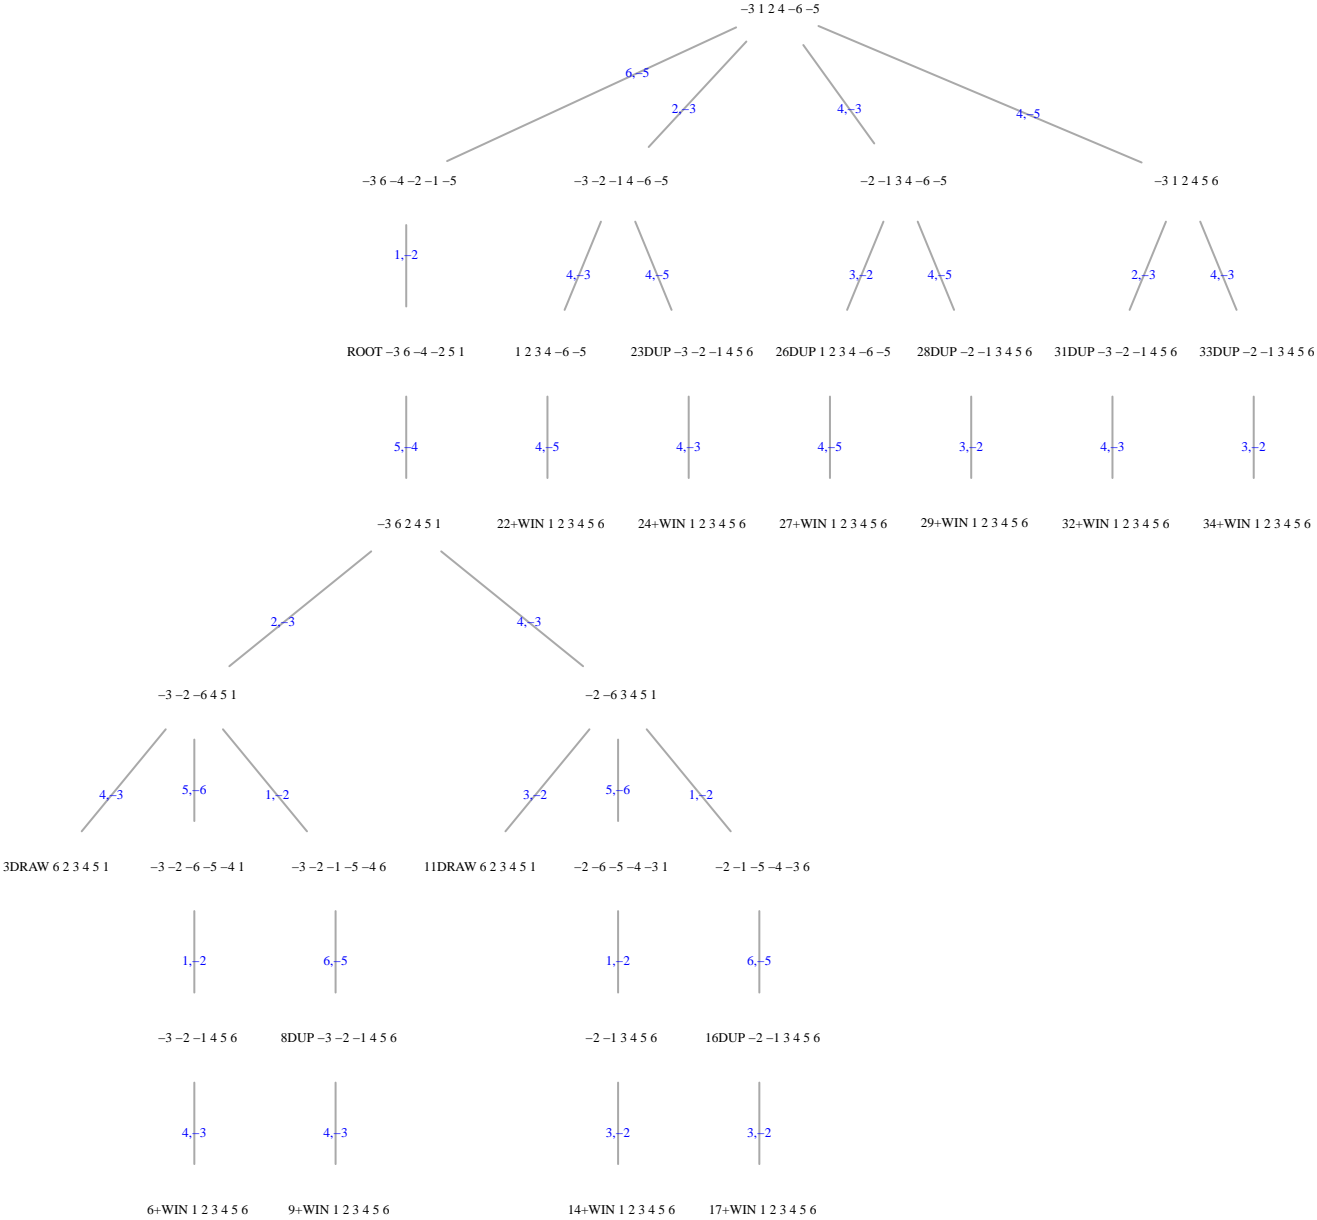 −3 1 2 4 −6 −5
6,−5
2,−3
4,−3
4,−5
−3 6 −4 −2 −1 −5
−3 −2 −1 4 −6 −5
−2 −1 3 4 −6 −5
−3 1 2 4 5 6
1,−2
4,−3
4,−5
3,−2
4,−5
2,−3
4,−3
ROOT −3 6 −4 −2 5 1
1 2 3 4 −6 −5
23DUP −3 −2 −1 4 5 6
26DUP 1 2 3 4 −6 −5
28DUP −2 −1 3 4 5 6
31DUP −3 −2 −1 4 5 6
33DUP −2 −1 3 4 5 6
5,−4
4,−5
4,−3
4,−5
3,−2
4,−3
3,−2
−3 6 2 4 5 1
22+WIN 1 2 3 4 5 6
24+WIN 1 2 3 4 5 6
27+WIN 1 2 3 4 5 6
29+WIN 1 2 3 4 5 6
32+WIN 1 2 3 4 5 6
34+WIN 1 2 3 4 5 6
2,−3
4,−3
−3 −2 −6 4 5 1
−2 −6 3 4 5 1
4,−3
5,−6
1,−2
3,−2
5,−6
1,−2
3DRAW 6 2 3 4 5 1
−3 −2 −6 −5 −4 1
−3 −2 −1 −5 −4 6
11DRAW 6 2 3 4 5 1
−2 −6 −5 −4 −3 1
−2 −1 −5 −4 −3 6
1,−2
6,−5
1,−2
6,−5
−3 −2 −1 4 5 6
8DUP −3 −2 −1 4 5 6
−2 −1 3 4 5 6
16DUP −2 −1 3 4 5 6
4,−3
4,−3
3,−2
3,−2
6+WIN 1 2 3 4 5 6
9+WIN 1 2 3 4 5 6
14+WIN 1 2 3 4 5 6
17+WIN 1 2 3 4 5 6